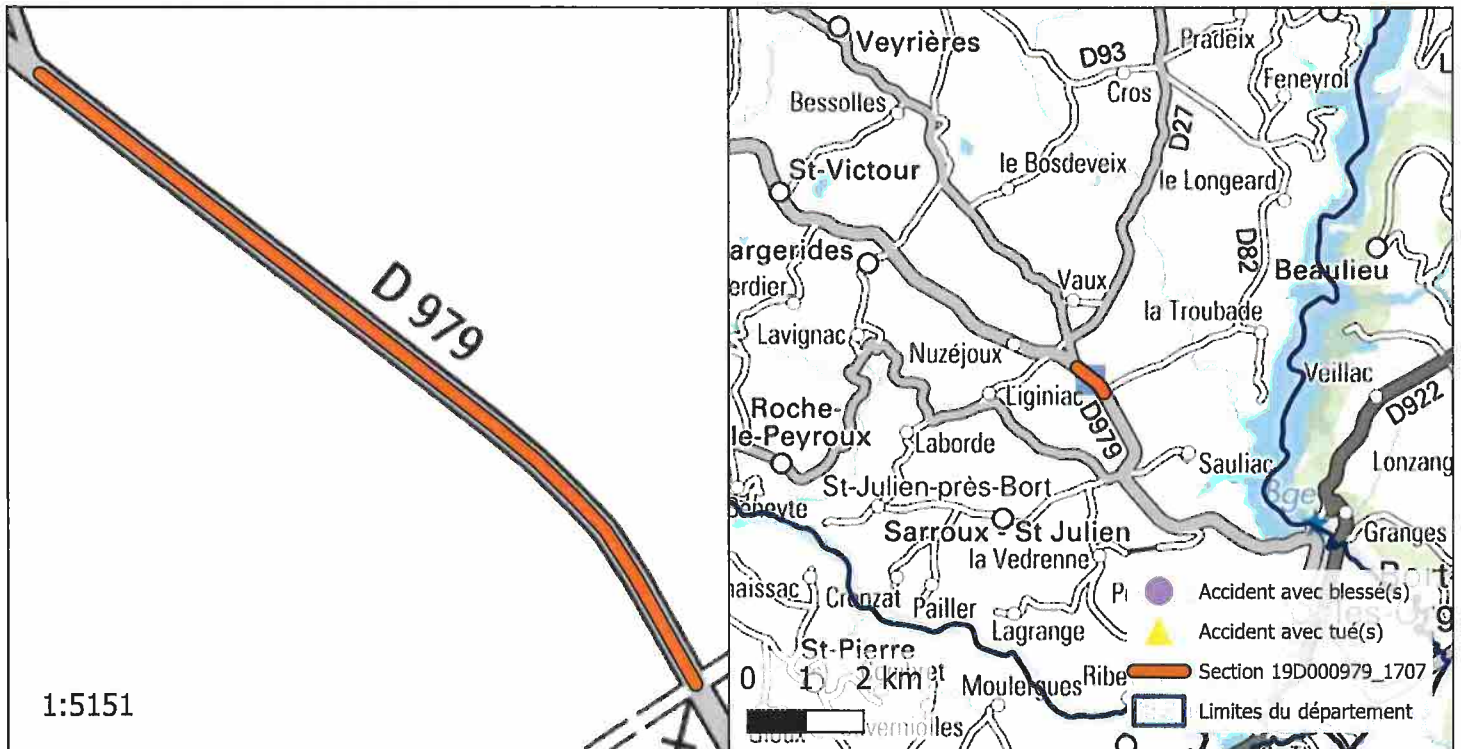 D 979
1:5151
Veyrières
Pradeix
D93
Cros
Feneyrol
Bessolles
D27
St-Victour
le Bosdeveix
le Longeard
argerides
D82
Beaulieu
erdier
Vaux
la Troubade
Lavignac
Nuzéjoux
Veillac
Liginiac
D922
Roche-
le-Peyroux
D979
Laborde
Sauliac
Lonzang
St-Julien-près-Bort
Bge
Sarroux - St Julien
Granges
la Vedrenne
naissac
Pailler
Lagrange
St-Pierre
Moulergues
Ribe
0 1 2 km
Accident avec blessé(s)
Accident avec tué(s)
Section 19D000979_1707
Limites du département